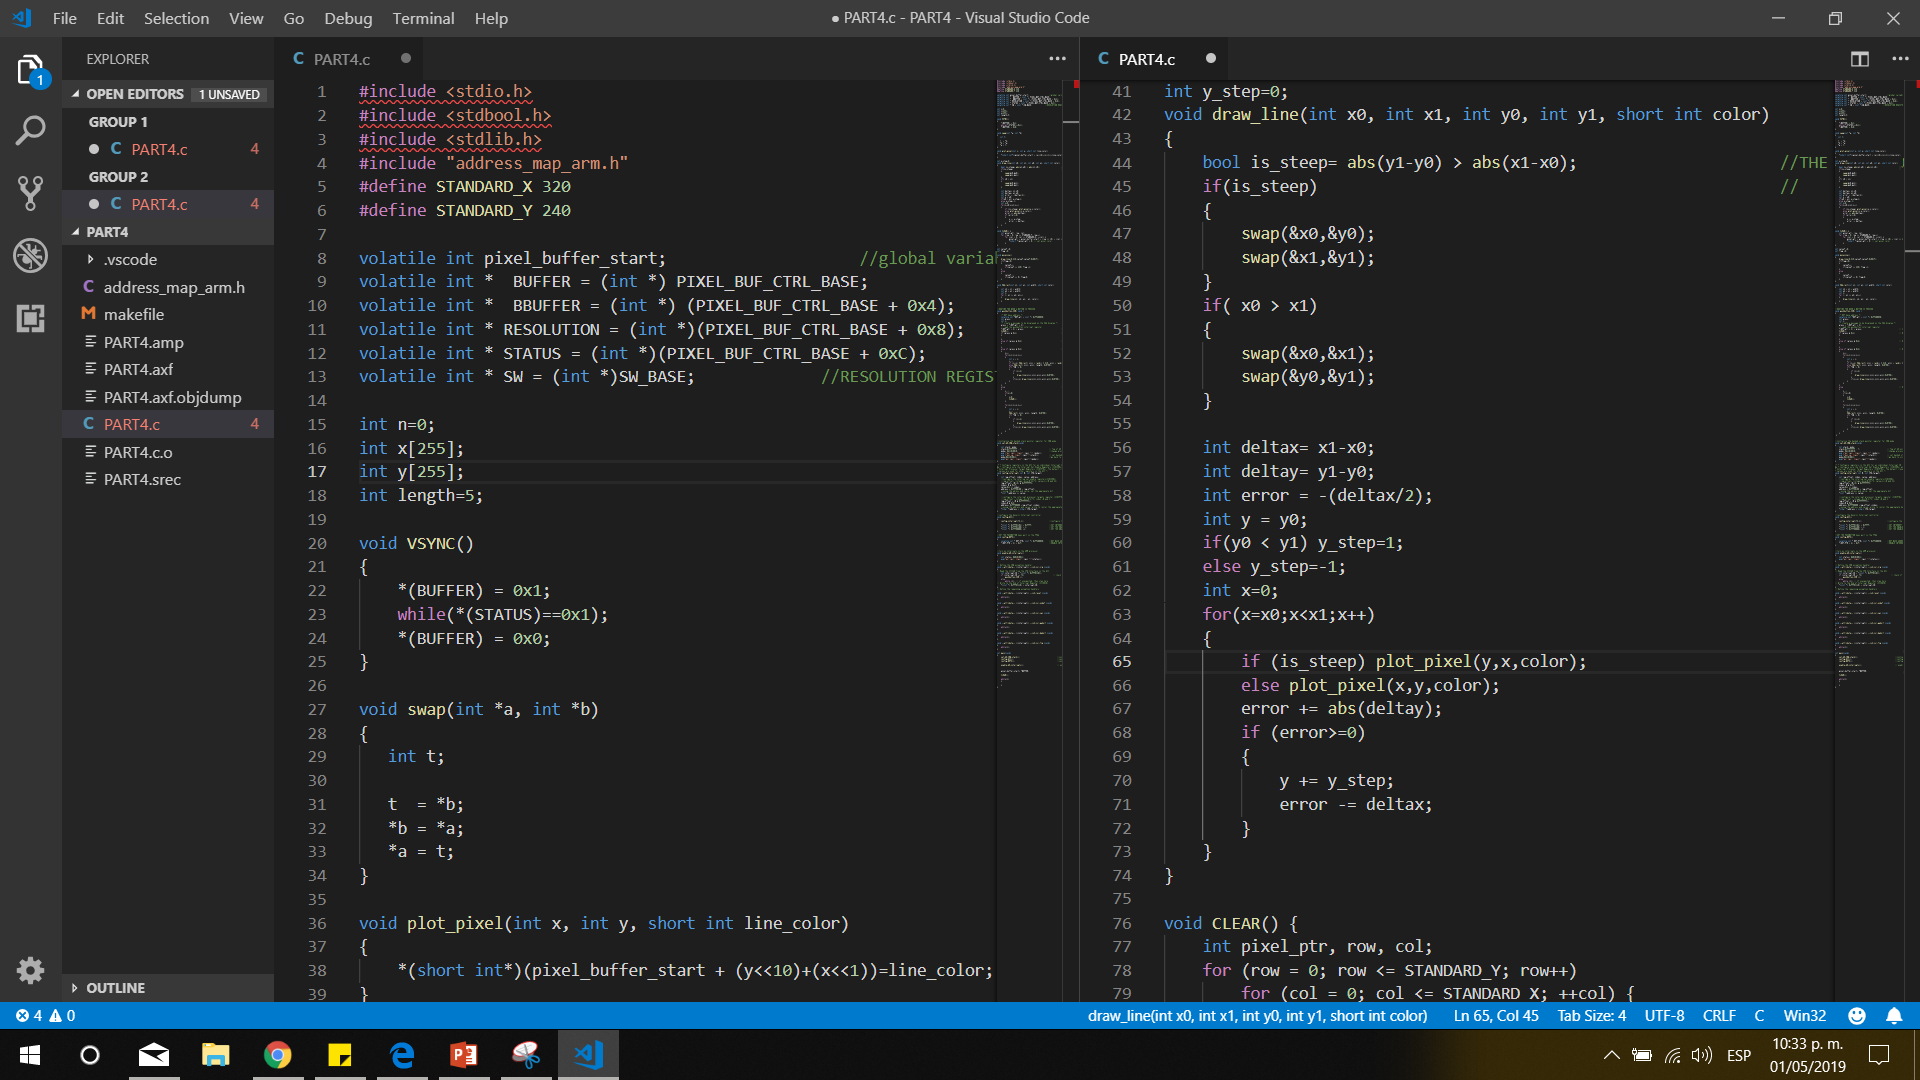 File Edit Selection View Go Debug Terminal Help
● PART4.c - PART4 - Visual Studio Code
1
EXPLORER
OPEN EDITORS 1 UNSAVED
GROUP 1
C PART4.c 4
GROUP 2
C PART4.c 4
PART4
.vscode
C address_map_arm.h
M makefile
PART4.amp
PART4.axf
PART4.axf.objdump
C PART4.c 4
PART4.c.o
PART4.srec
OUTLINE
C PART4.c
1 #include <stdio.h>
2 #include <stdbool.h>
3 #include <stdlib.h>
4 #include "address_map_arm.h"
5 #define STANDARD_X 320
6 #define STANDARD_Y 240
7
8 volatile int pixel_buffer_start; //global varia
9 volatile int *  BUFFER = (int *) PIXEL_BUF_CTRL_BASE;
10 volatile int *  BBUFFER = (int *) (PIXEL_BUF_CTRL_BASE + 0x4);
11 volatile int * RESOLUTION = (int *)(PIXEL_BUF_CTRL_BASE + 0x8);
12 volatile int * STATUS = (int *)(PIXEL_BUF_CTRL_BASE + 0xC);
13 volatile int * SW = (int *)SW_BASE; //RESOLUTION REGIS
14
15 int n=0;
16 int x[255];
17 int y[255];
18 int length=5;
19
20 void VSYNC()
21 {
22     *(BUFFER) = 0x1;
23     while(*(STATUS)==0x1);
24     *(BUFFER) = 0x0;
25 }
26
27 void swap(int *a, int *b)
28 {
29    int t;
30
31    t  = *b;
32    *b = *a;
33    *a = t;
34 }
35
36 void plot_pixel(int x, int y, short int line_color)
37 {
38     *(short int*)(pixel_buffer_start + (y<<10)+(x<<1))=line_color;
39 }
C PART4.c
41 int y_step=0;
42 void draw_line(int x0, int x1, int y0, int y1, short int color)
43 {
44     bool is_steep= abs(y1-y0) > abs(x1-x0); //THE
45     if(is_steep) //
46     {
47         swap(&x0,&y0);
48         swap(&x1,&y1);
49     }
50     if( x0 > x1)
51     {
52         swap(&x0,&x1);
53         swap(&y0,&y1);
54     }
55
56     int deltax= x1-x0;
57     int deltay= y1-y0;
58     int error = -(deltax/2);
59     int y = y0;
60     if(y0 < y1) y_step=1;
61     else y_step=-1;
62     int x=0;
63     for(x=x0;x<x1;x++)
64     {
65         if (is_steep) plot_pixel(y,x,color);
66         else plot_pixel(x,y,color);
67         error += abs(deltay);
68         if (error>=0)
69         {
70             y += y_step;
71             error -= deltax;
72         }
73     }
74 }
75
76 void CLEAR() {
77     int pixel_ptr, row, col;
78     for (row = 0; row <= STANDARD_Y; row++)
79         for (col = 0; col <= STANDARD_X; ++col) {
4 0
draw_line(int x0, int x1, int y0, int y1, short int color) Ln 65, Col 45 Tab Size: 4 UTF-8 CRLF C Win32
ESP
10:33 p. m.
01/05/2019